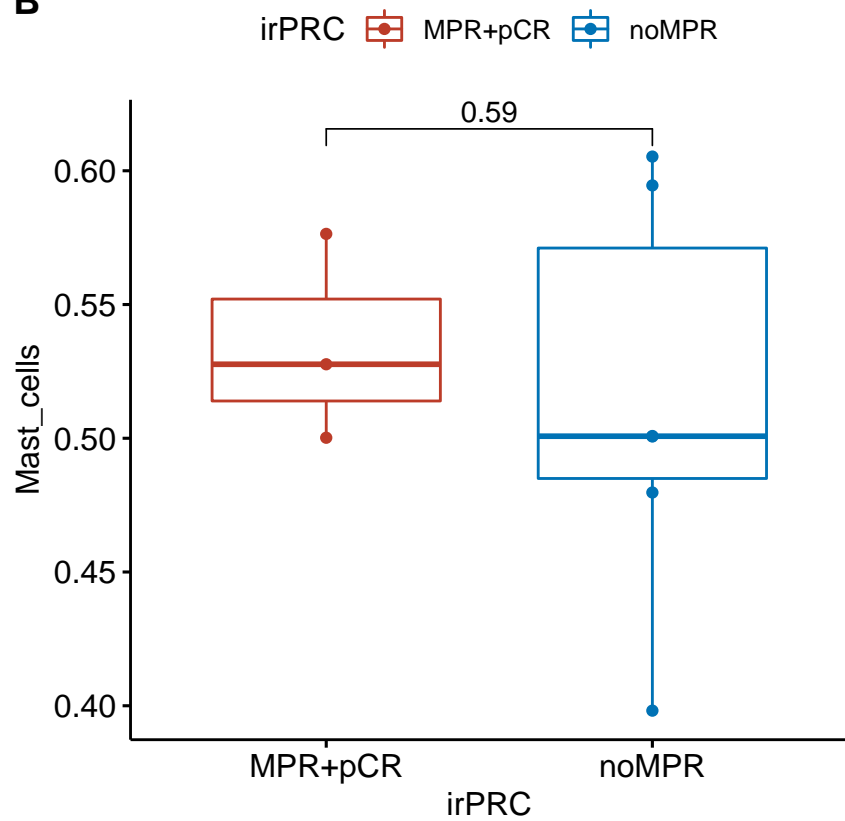 B
irPRC MPR+pCR noMPR
0.59
0.60
0.55
0.50
0.45
0.40
Mast_cells
MPR+pCR noMPR
irPRC